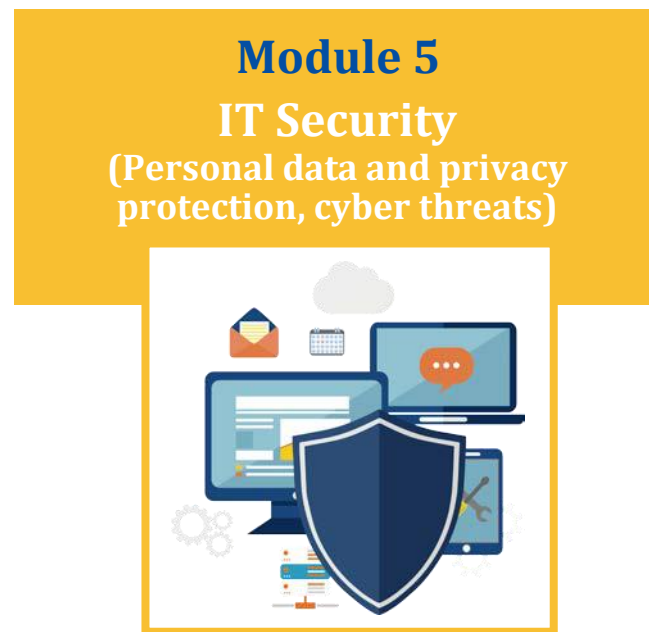 Module 5
IT Security
(Personal data and privacy
protection, cyber threats)